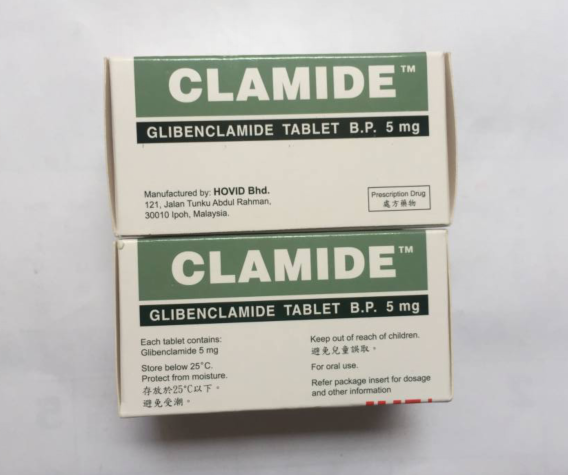 CLAMIDE™
GLIBENCLAMIDE TABLET B.P. 5 mg
Manufactured by: HOVID Bhd.
121, Jalan Tunku Abdul Rahman,
30010 Ipoh, Malaysia.
Prescription Drug
處方藥物
CLAMIDE™
GLIBENCLAMIDE TABLET B.P. 5 mg
Each tablet contains:
Glibenclamide 5 mg
Store below 25°C.
Protect from moisture.
存放於25°C以下。
避免受潮。
Keep out of reach of children.
避免兒童誤取。
For oral use.
Refer package insert for dosage
and other information